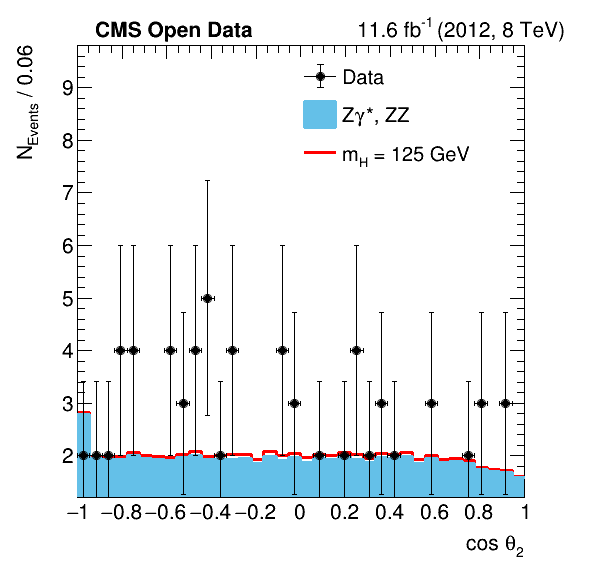 CMS Open Data 11.6 fb⁻¹ (2012, 8 TeV)
N_Events / 0.06
Data
Zγ*, ZZ
m_H = 125 GeV
9
8
7
6
5
4
3
2
−1 −0.8 −0.6 −0.4 −0.2 0 0.2 0.4 0.6 0.8 1
cos θ₂